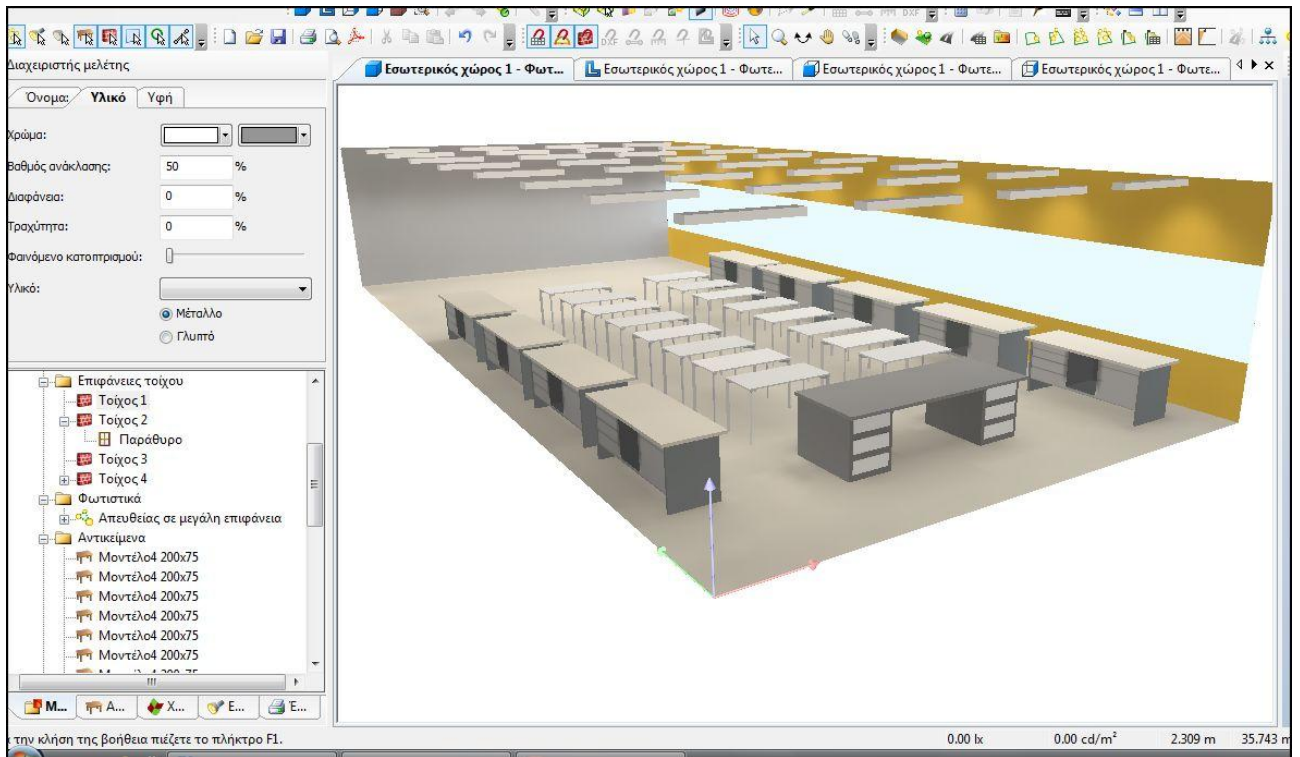 DXF
DXF
Διαχειριστής μελέτης
Εσωτερικός χώρος 1 - Φωτ...
Εσωτερικός χώρος 1 - Φωτε...
Εσωτερικός χώρος 1 - Φωτε...
Εσωτερικός χώρος 1 - Φωτε...
Όνομα:
Υλικό
Υφή
Χρώμα:
Βαθμός ανάκλασης:
50
%
Διαφάνεια:
0
%
Τραχύτητα:
0
%
Φαινόμενο κατοπτρισμού:
Υλικό:
Μέταλλο
Γλυπτό
Επιφάνειες τοίχου
Τοίχος 1
Τοίχος 2
Παράθυρο
Τοίχος 3
Τοίχος 4
Φωτιστικά
Απευθείας σε μεγάλη επιφάνεια
Αντικείμενα
Μοντέλο4 200x75
Μοντέλο4 200x75
Μοντέλο4 200x75
Μοντέλο4 200x75
Μοντέλο4 200x75
Μοντέλο4 200x75
Μ...
Α...
Χ...
Ε...
Έ...
την κλήση της βοήθεια πιέζετε το πλήκτρο F1.
0.00 lx
0.00 cd/m²
2.309 m
35.743 m